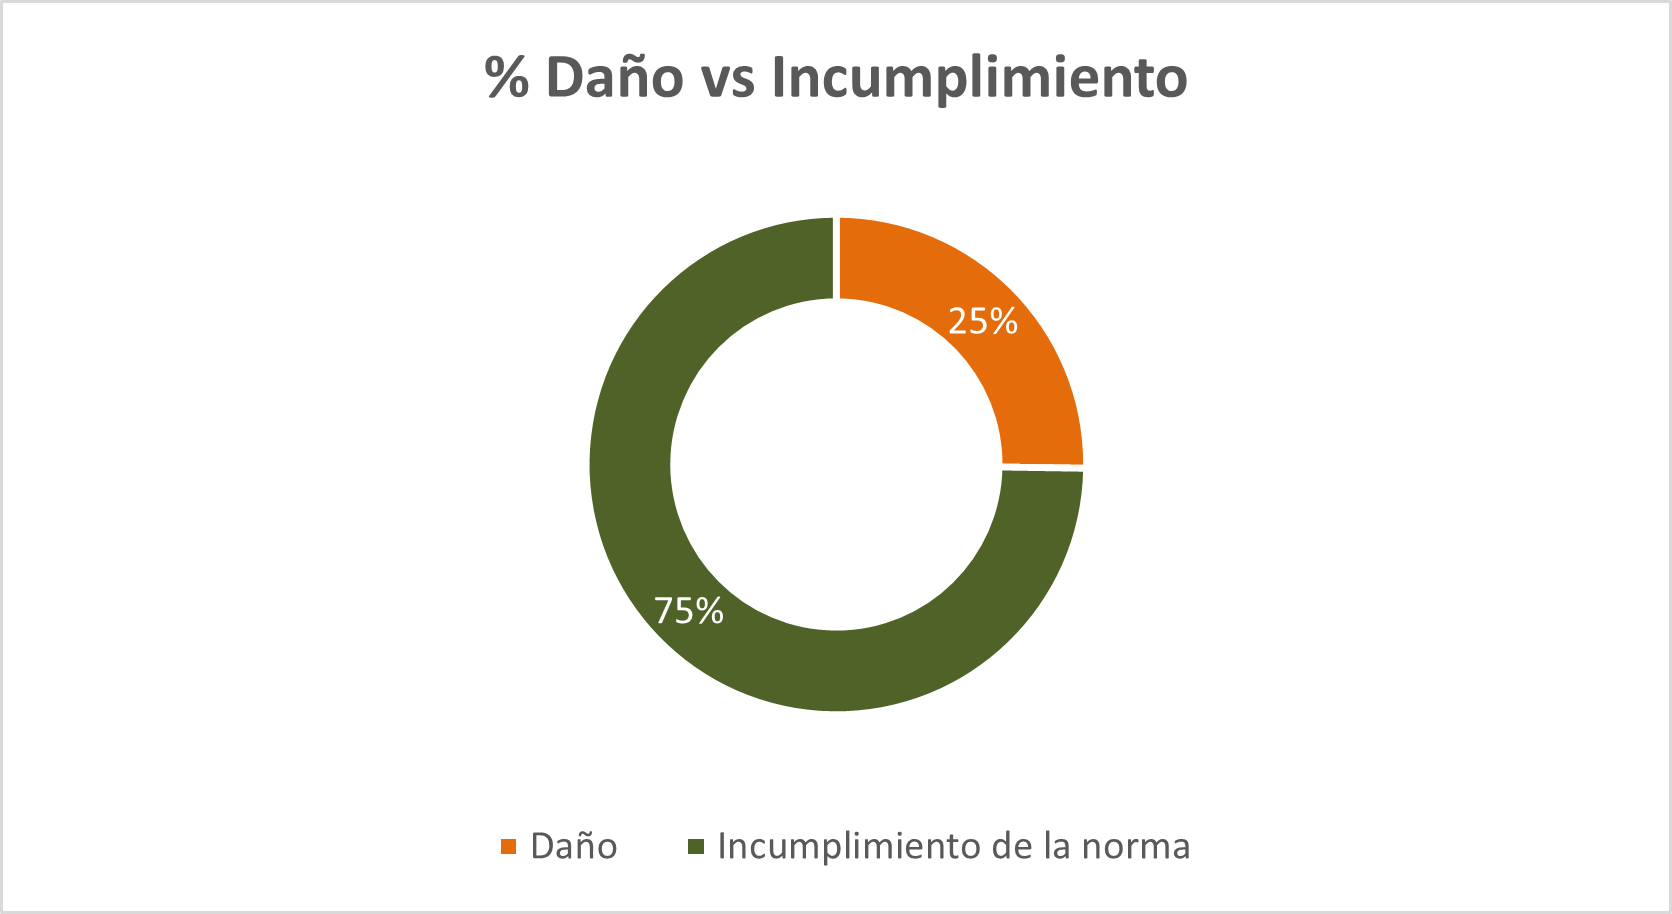 % Daño vs Incumplimiento
25%
75%
Daño
Incumplimiento de la norma